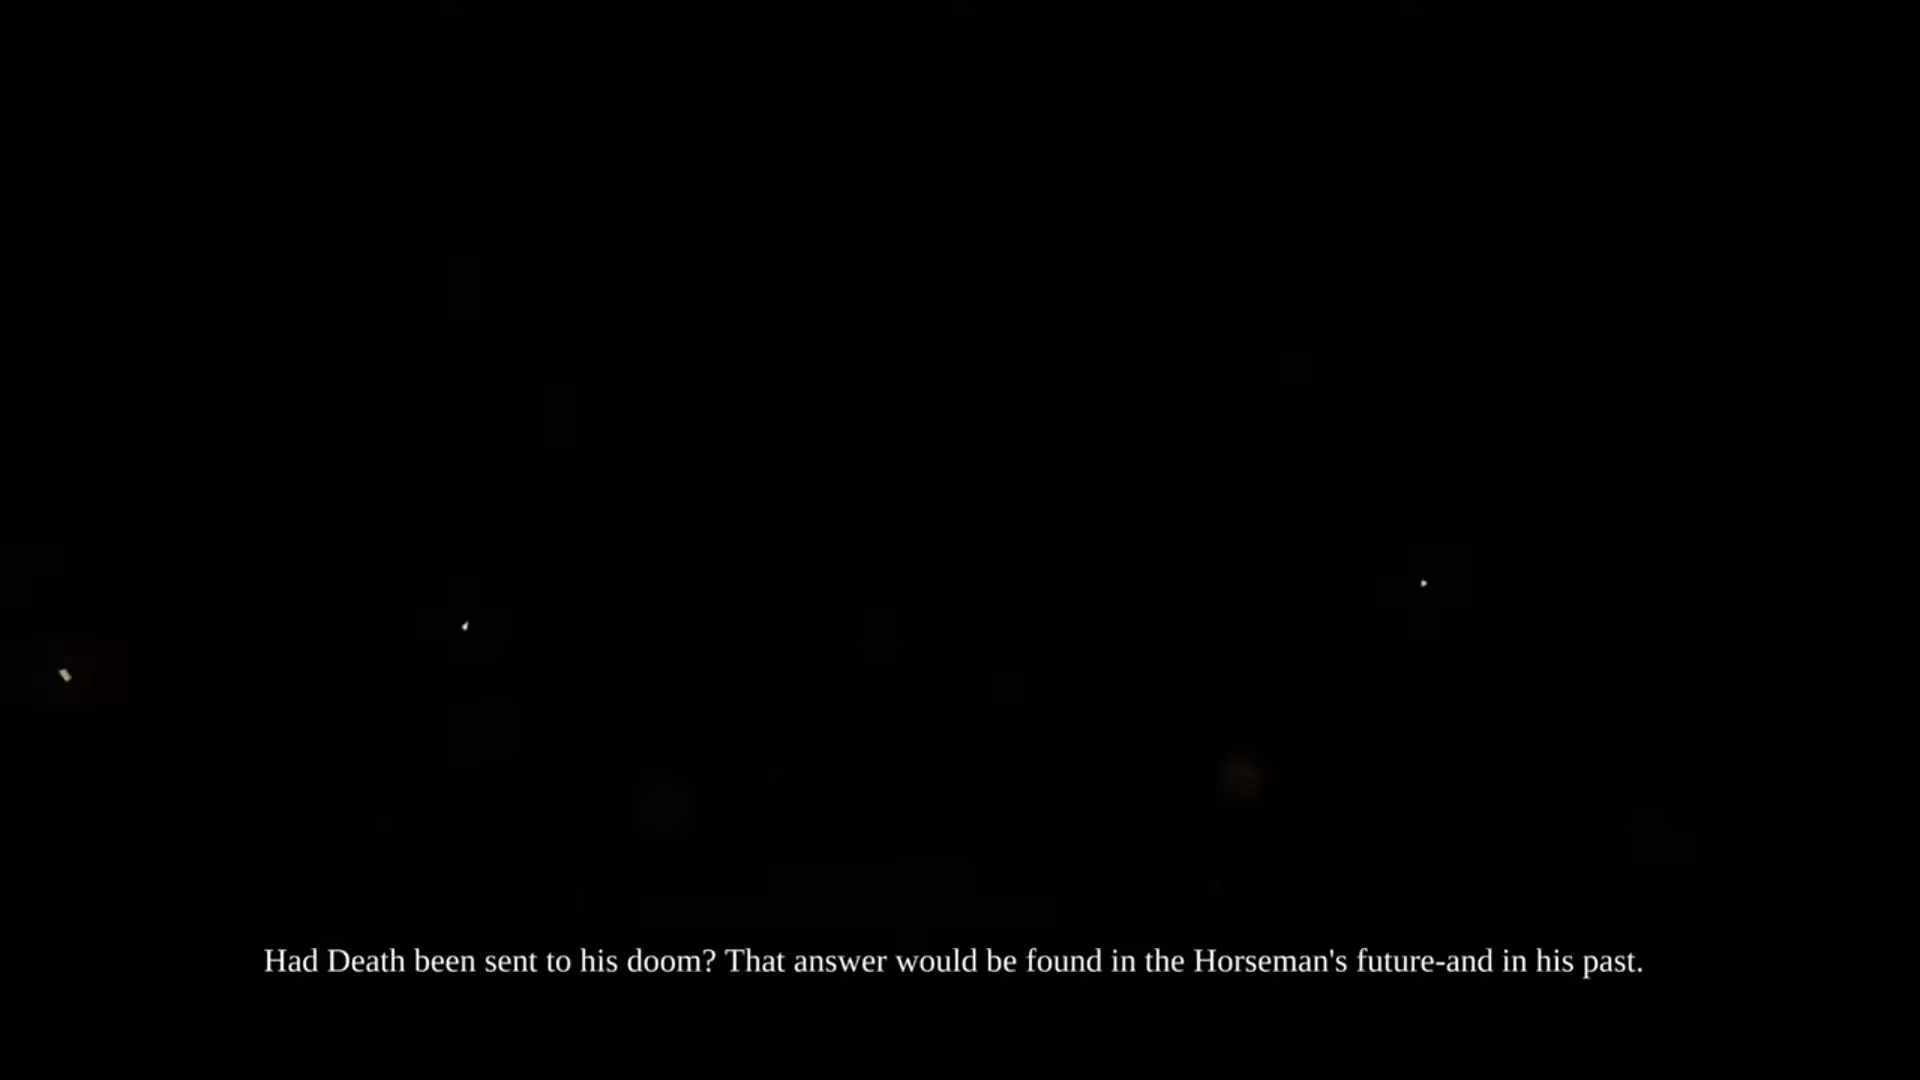 Had Death been sent to his doom? That answer would be found in the Horseman's future-and in his past.